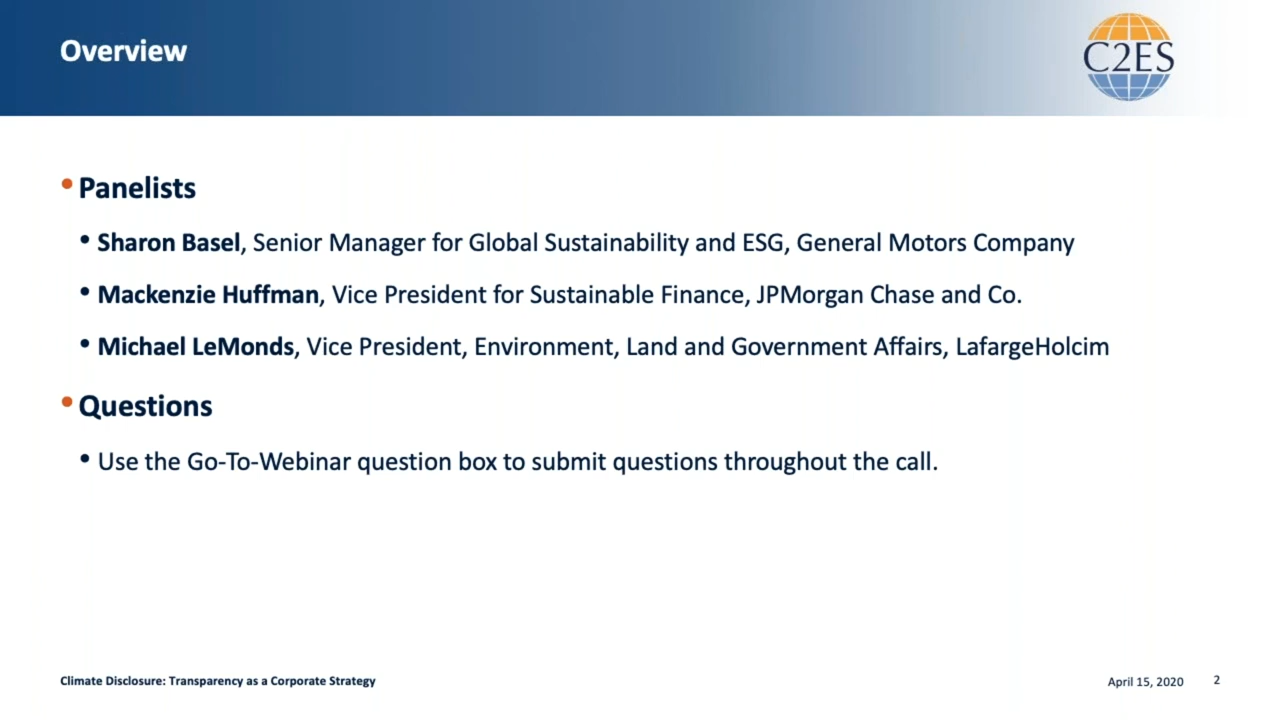 Overview
C2ES
• Panelists
• Sharon Basel, Senior Manager for Global Sustainability and ESG, General Motors Company
• Mackenzie Huffman, Vice President for Sustainable Finance, JPMorgan Chase and Co.
• Michael LeMonds, Vice President, Environment, Land and Government Affairs, LafargeHolcim
• Questions
• Use the Go-To-Webinar question box to submit questions throughout the call.
Climate Disclosure: Transparency as a Corporate Strategy
April 15, 2020
2